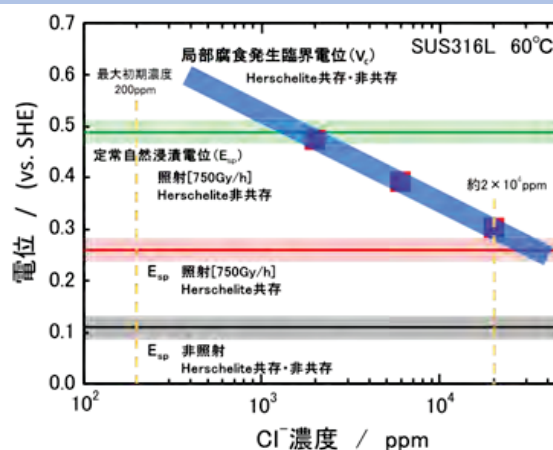 局部腐食発生臨界電位(Vc)
SUS316L 60℃
Herschelite共存・非共存
最大初期濃度
200ppm
定常自然浸漬電位(Esp)
照射[750Gy/h]
Herschelite非共存
約2×10⁴ppm
Esp 照射[750Gy/h]
Herschelite共存
Esp 非照射
Herschelite共存・非共存
電位 / (vs. SHE)
0.7
0.6
0.5
0.4
0.3
0.2
0.1
0.0
10² 10³ 10⁴
Cl⁻濃度 / ppm